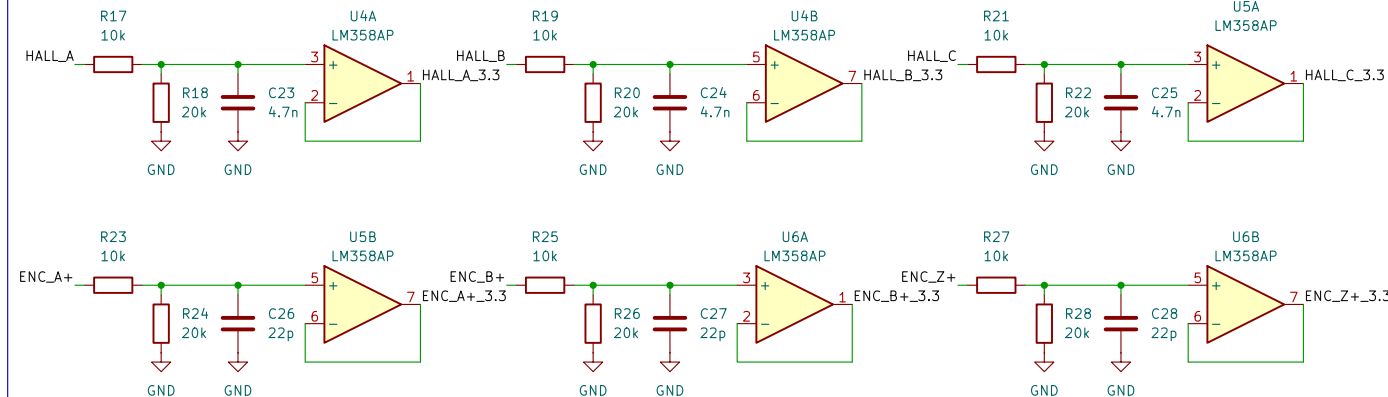 R17
10k
HALL_A
R18
20k
GND
C23
4.7n
GND
U4A
LM358AP
3
+
2
−
1
HALL_A_3.3
R19
10k
HALL_B
R20
20k
GND
C24
4.7n
GND
U4B
LM358AP
5
+
6
−
7
HALL_B_3.3
R21
10k
HALL_C
R22
20k
GND
C25
4.7n
GND
U5A
LM358AP
3
+
2
−
1
HALL_C_3.3
R23
10k
ENC_A+
R24
20k
GND
C26
22p
GND
U5B
LM358AP
5
+
6
−
7
ENC_A+_3.3
R25
10k
ENC_B+
R26
20k
GND
C27
22p
GND
U6A
LM358AP
3
+
2
−
1
ENC_B+_3.3
R27
10k
ENC_Z+
R28
20k
GND
C28
22p
GND
U6B
LM358AP
5
+
6
−
7
ENC_Z+_3.3